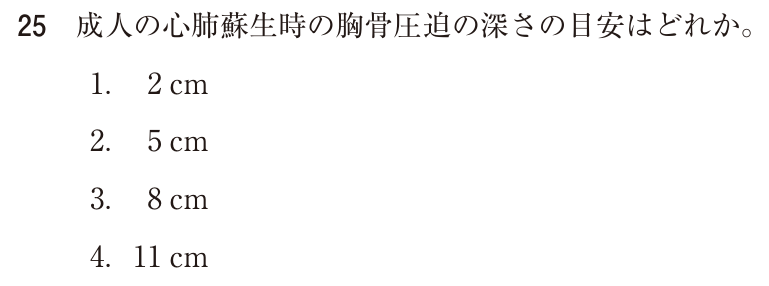 25 成人の心肺蘇生時の胸骨圧迫の深さの目安はどれか。
1. 2 cm
2. 5 cm
3. 8 cm
4. 11 cm